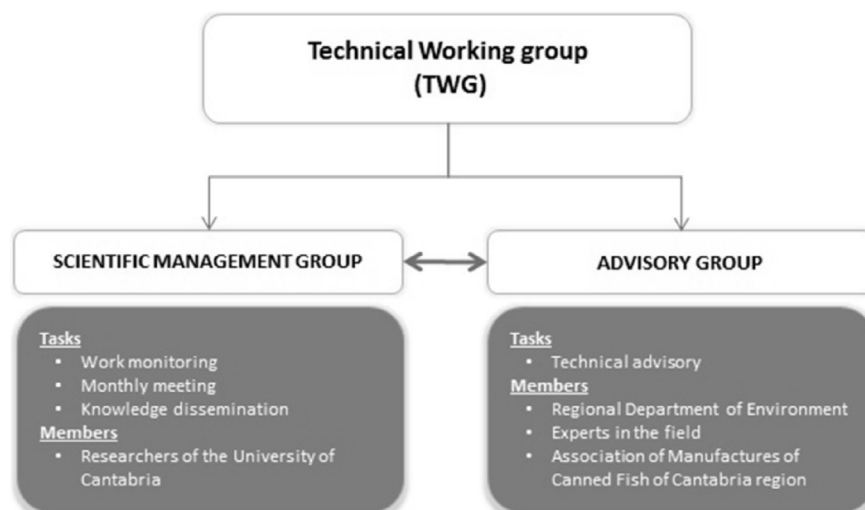 Technical Working group
(TWG)
SCIENTIFIC MANAGEMENT GROUP
Tasks
• Work monitoring
• Monthly meeting
• Knowledge dissemination
Members
• Researchers of the University of
Cantabria
ADVISORY GROUP
Tasks
• Technical advisory
Members
• Regional Department of Environment
• Experts in the field
• Association of Manufactures of
Canned Fish of Cantabria region